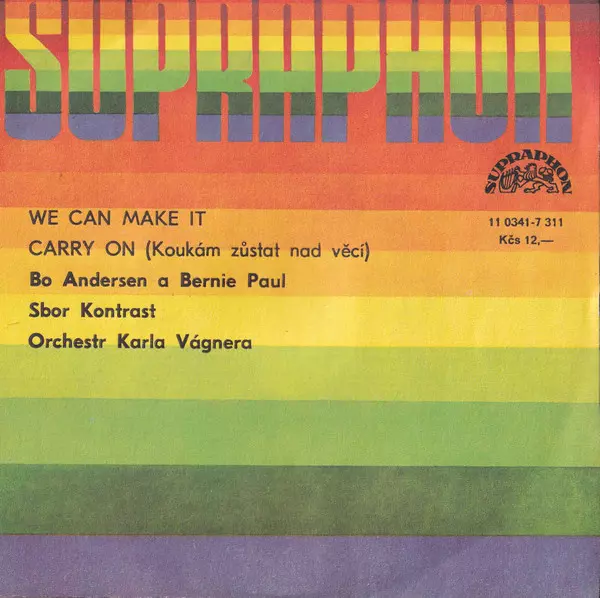 SUPRAPHON
SUPRAPHON
11 0341-7 311
Kčs 12,—
WE CAN MAKE IT
CARRY ON (Koukám zůstat nad věcí)
Bo Andersen a Bernie Paul
Sbor Kontrast
Orchestr Karla Vágnera